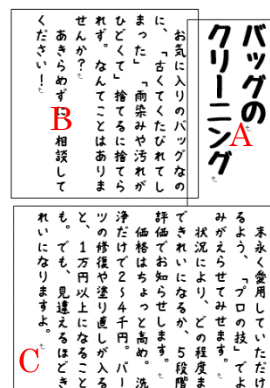 バッグの
クリーニング
A
お気に入りのバッグなの
に、「古くてくたびれてし
まった」「雨染みや汚れが
ひどくて」捨てるに捨てら
れず。なんてことはありま
せんか？
あきらめず 相談して
ください！
B
末永く愛用していただ
るよう、「プロの技」でよ
みがえらせてみせます。
状況により、どの程度
できれいになるか、5段階
評価でお知らせします。
価格はちょっと高め。洗
浄だけで2～4千円。パー
ツの修復や塗り直しが入る
と、1万円以上になること
も。でも、見違えるほどき
れいになりますよ。
C